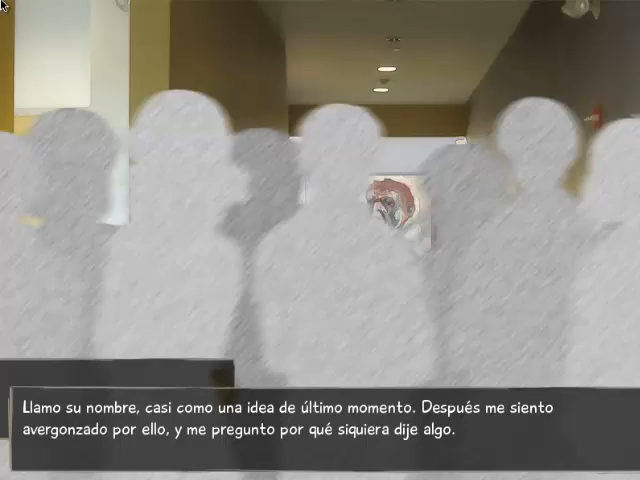 Llamo su nombre, casi como una idea de último momento. Después me siento
avergonzado por ello, y me pregunto por qué siquiera dije algo.